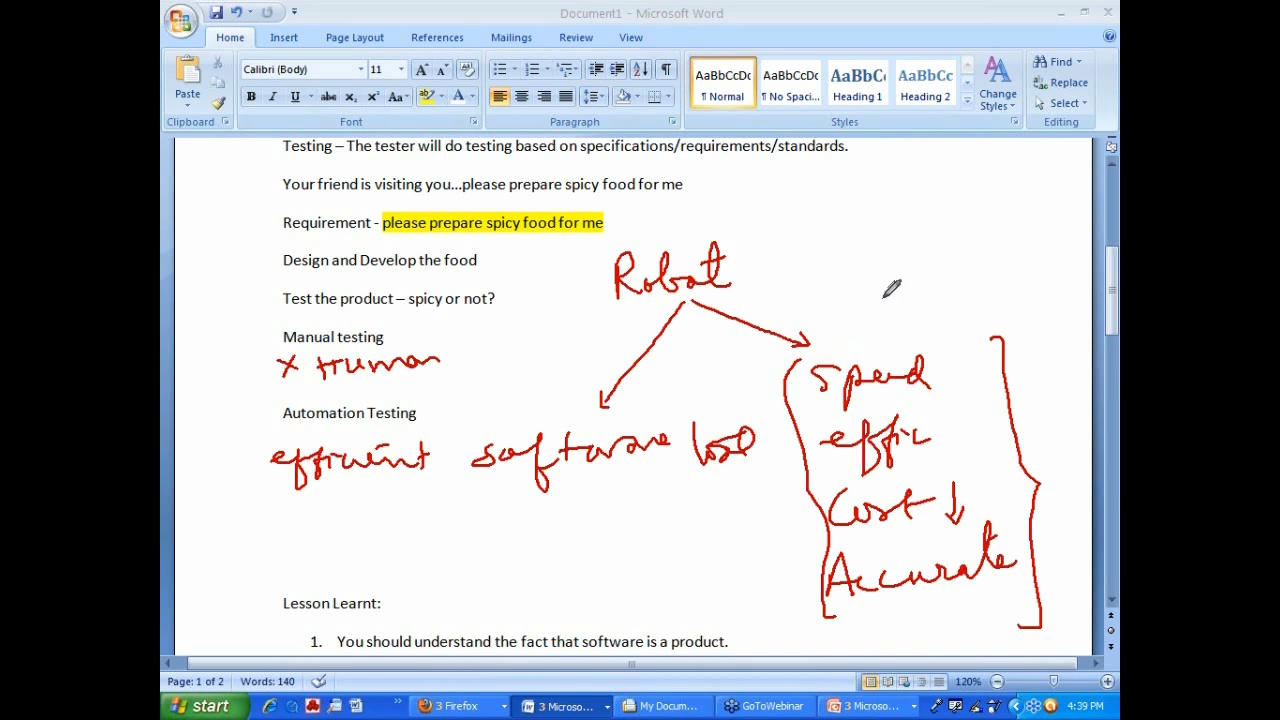 Document1 - Microsoft Word
Home Insert Page Layout References Mailings Review View
Calibri (Body) 11
AaBbCcDc AaBbCcDc AaBbC AaBbCc
Paste ¶ Normal ¶ No Spaci... Heading 1 Heading 2 Change Styles Find Replace Select
Clipboard Font Paragraph Styles Editing
Testing – The tester will do testing based on specifications/requirements/standards.
Your friend is visiting you...please prepare spicy food for me
Requirement - please prepare spicy food for me
Design and Develop the food
Robot
Test the product – spicy or not?
Manual testing
X Human
Speed
Automation Testing
effic
efficient software
Cost ↓
Accurate
Lesson Learnt:
1. You should understand the fact that software is a product.
Page: 1 of 2 Words: 140 120%
start 3 Firefox 3 Microso... My Docum... GoToWebinar 3 Microso... 4:39 PM